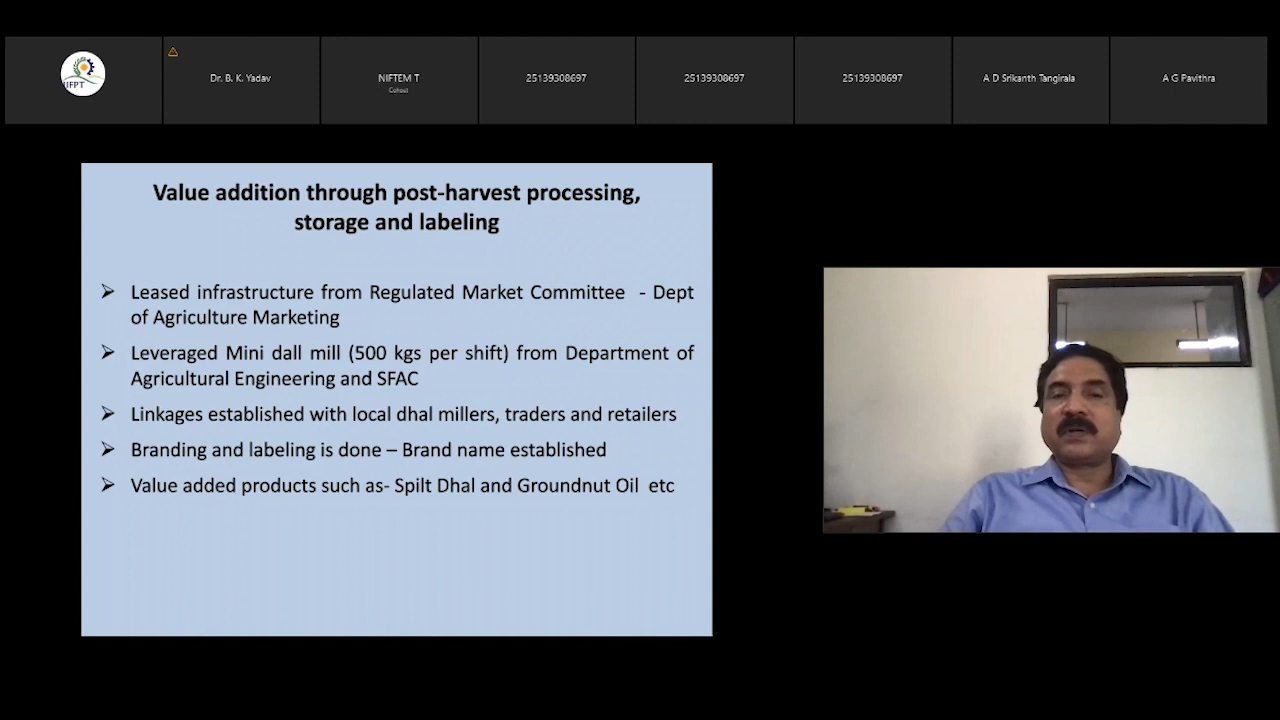 IIFPT
Dr. B. K. Yadav
NIFTEM T
Cohost
25139308697
25139308697
25139308697
A D Srikanth Tangirala
A G Pavithra
Value addition through post-harvest processing,
storage and labeling
➢ Leased infrastructure from Regulated Market Committee - Dept
of Agriculture Marketing
➢ Leveraged Mini dall mill (500 kgs per shift) from Department of
Agricultural Engineering and SFAC
➢ Linkages established with local dhal millers, traders and retailers
➢ Branding and labeling is done – Brand name established
➢ Value added products such as- Spilt Dhal and Groundnut Oil etc